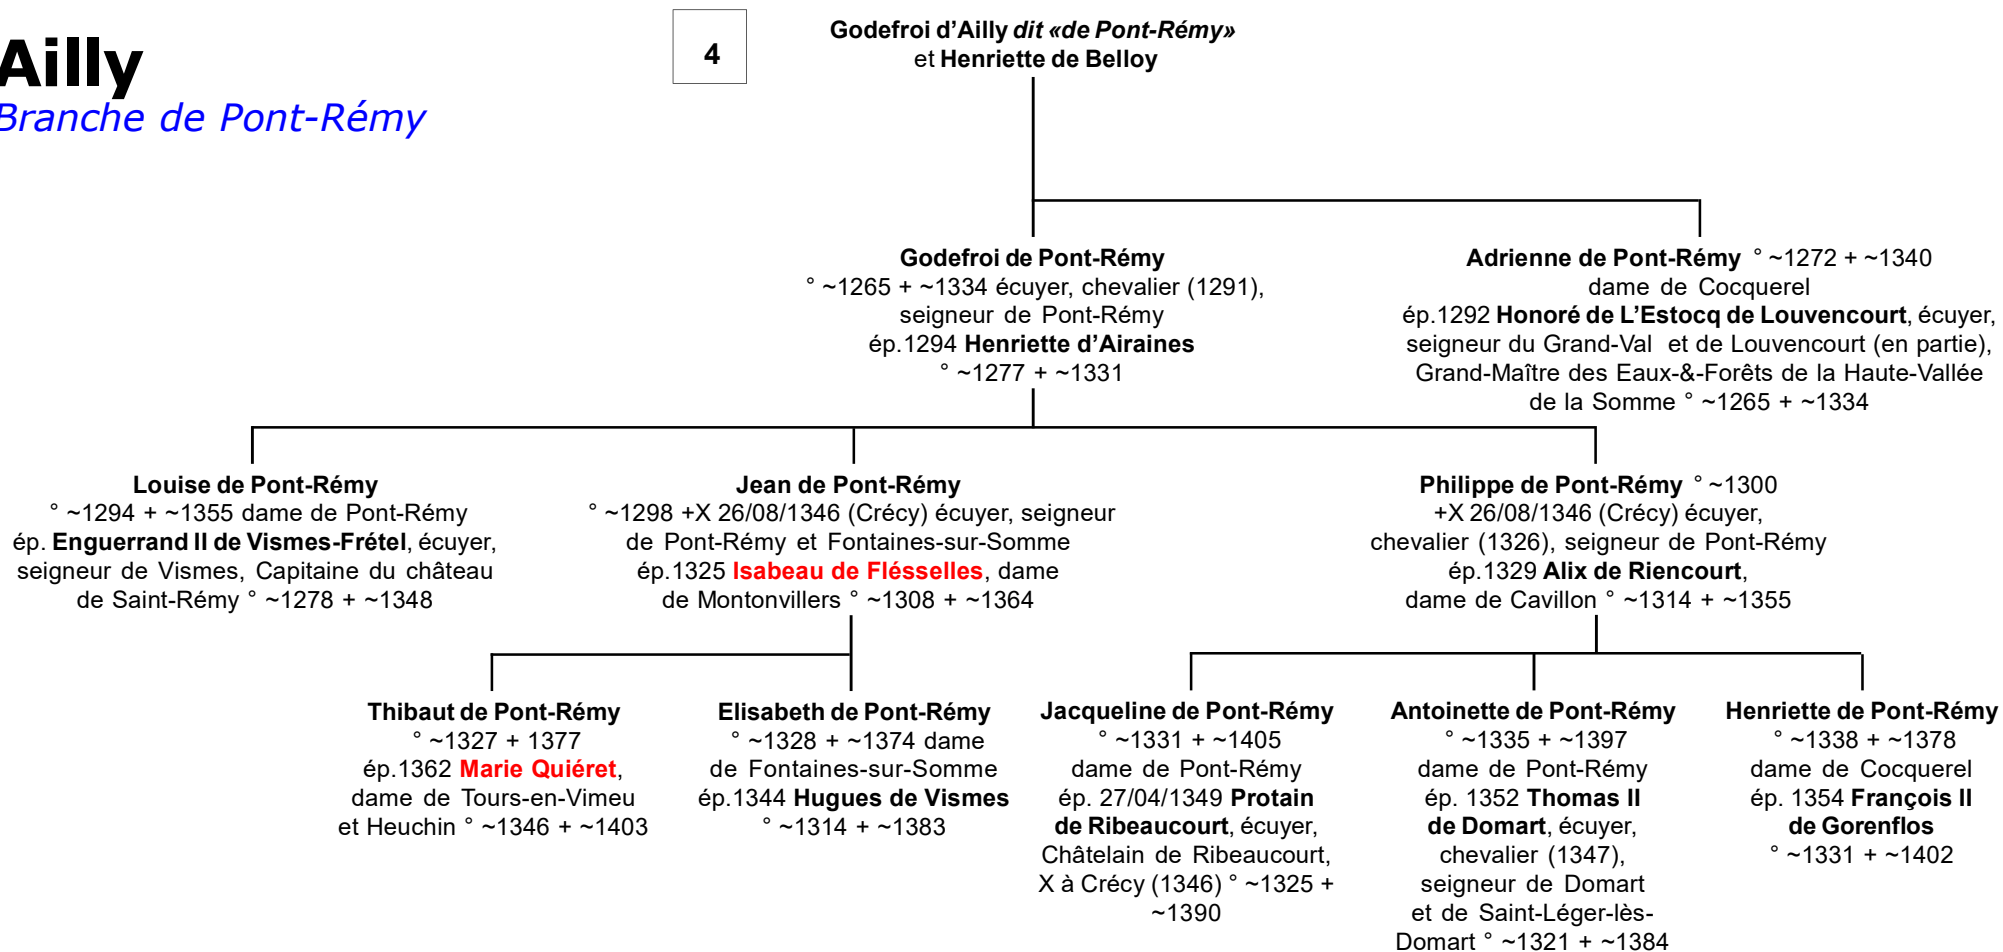 Ailly
Branche de Pont-Rémy
4
Godefroi d’Ailly dit «de Pont-Rémy»
et Henriette de Belloy
Godefroi de Pont-Rémy
° ~1265 + ~1334 écuyer, chevalier (1291),
seigneur de Pont-Rémy
ép.1294 Henriette d’Airaines
° ~1277 + ~1331
Adrienne de Pont-Rémy ° ~1272 + ~1340
dame de Cocquerel
ép.1292 Honoré de L’Estocq de Louvencourt, écuyer,
seigneur du Grand-Val et de Louvencourt (en partie),
Grand-Maître des Eaux-&-Forêts de la Haute-Vallée
de la Somme ° ~1265 + ~1334
Louise de Pont-Rémy
° ~1294 + ~1355 dame de Pont-Rémy
ép. Enguerrand II de Vismes-Frétel, écuyer,
seigneur de Vismes, Capitaine du château
de Saint-Rémy ° ~1278 + ~1348
Jean de Pont-Rémy
° ~1298 +X 26/08/1346 (Crécy) écuyer, seigneur
de Pont-Rémy et Fontaines-sur-Somme
ép.1325 Isabeau de Flésselles, dame
de Montonvillers ° ~1308 + ~1364
Philippe de Pont-Rémy ° ~1300
+X 26/08/1346 (Crécy) écuyer,
chevalier (1326), seigneur de Pont-Rémy
ép.1329 Alix de Riencourt,
dame de Cavillon ° ~1314 + ~1355
Thibaut de Pont-Rémy
° ~1327 + 1377
ép.1362 Marie Quiéret,
dame de Tours-en-Vimeu
et Heuchin ° ~1346 + ~1403
Elisabeth de Pont-Rémy
° ~1328 + ~1374 dame
de Fontaines-sur-Somme
ép.1344 Hugues de Vismes
° ~1314 + ~1383
Jacqueline de Pont-Rémy
° ~1331 + ~1405
dame de Pont-Rémy
ép. 27/04/1349 Protain
de Ribeaucourt, écuyer,
Châtelain de Ribeaucourt,
X à Crécy (1346) ° ~1325 +
~1390
Antoinette de Pont-Rémy
° ~1335 + ~1397
dame de Pont-Rémy
ép. 1352 Thomas II
de Domart, écuyer,
chevalier (1347),
seigneur de Domart
et de Saint-Léger-lès-
Domart ° ~1321 + ~1384
Henriette de Pont-Rémy
° ~1338 + ~1378
dame de Cocquerel
ép. 1354 François II
de Gorenflos
° ~1331 + ~1402